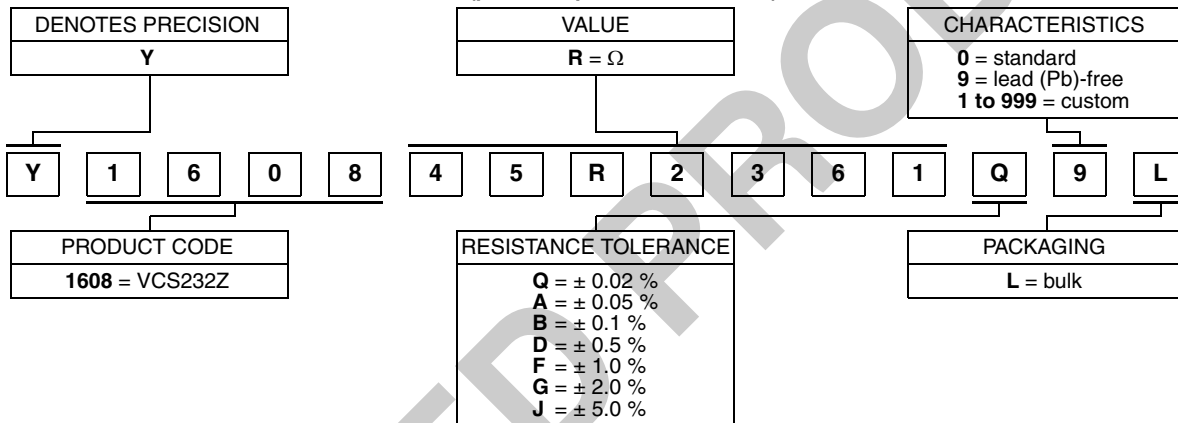 DENOTES PRECISION
Y
VALUE
R = Ω
CHARACTERISTICS
0 = standard
9 = lead (Pb)-free
1 to 999 = custom
Y 1 6 0 8 4 5 R 2 3 6 1 Q 9 L
PRODUCT CODE
1608 = VCS232Z
RESISTANCE TOLERANCE
Q = ± 0.02 %
A = ± 0.05 %
B = ± 0.1 %
D = ± 0.5 %
F = ± 1.0 %
G = ± 2.0 %
J = ± 5.0 %
PACKAGING
L = bulk